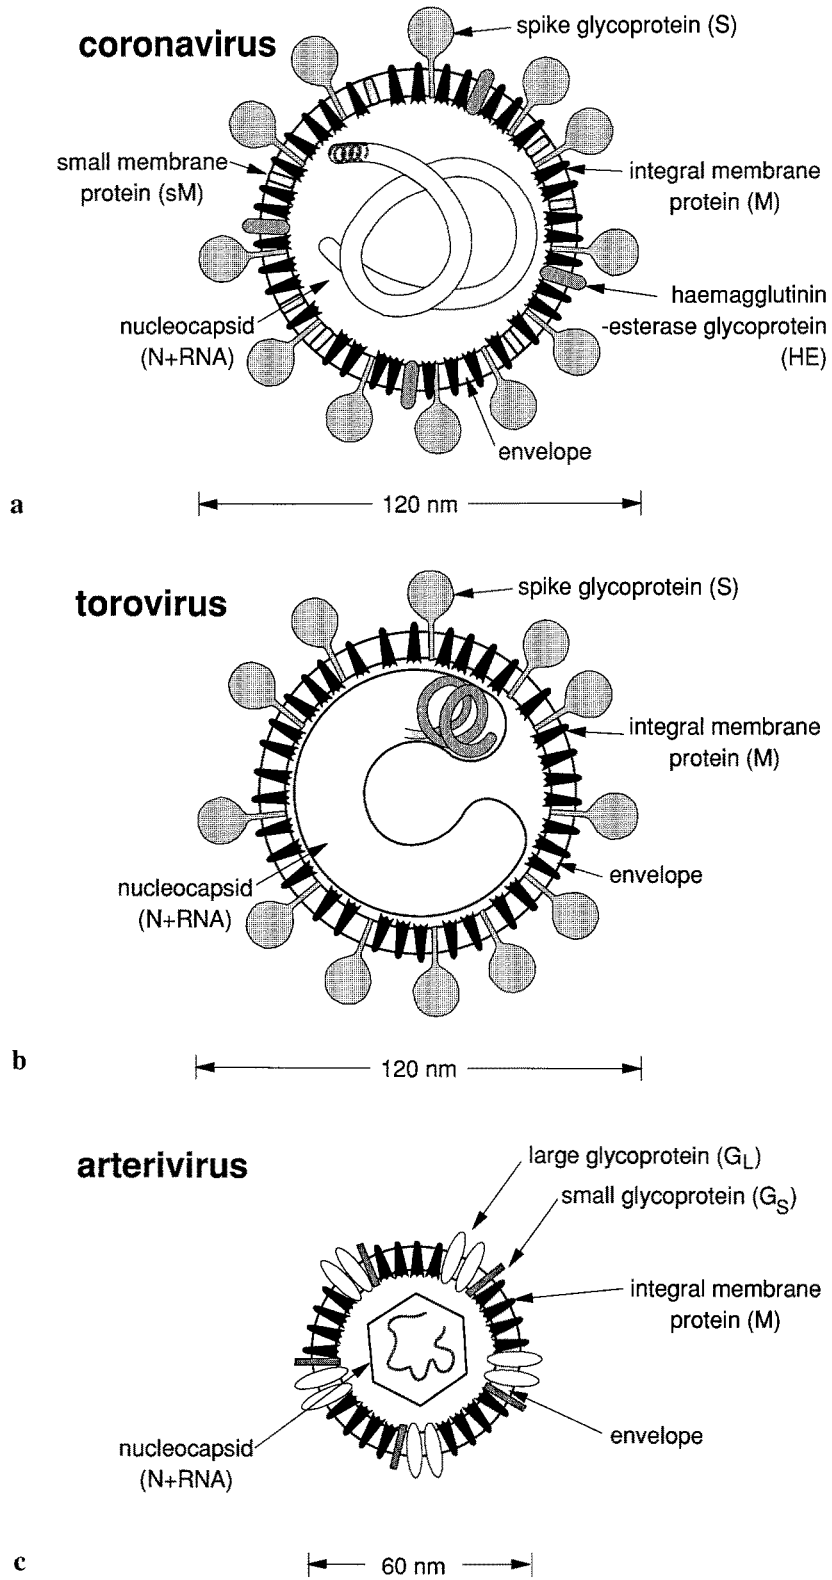 coronavirus
spike glycoprotein (S)
small membrane
protein (sM)
integral membrane
protein (M)
haemagglutinin
-esterase glycoprotein
(HE)
nucleocapsid
(N+RNA)
envelope
a
120 nm
torovirus
spike glycoprotein (S)
integral membrane
protein (M)
envelope
nucleocapsid
(N+RNA)
b
120 nm
arterivirus
large glycoprotein (GL)
small glycoprotein (GS)
integral membrane
protein (M)
envelope
nucleocapsid
(N+RNA)
c
60 nm